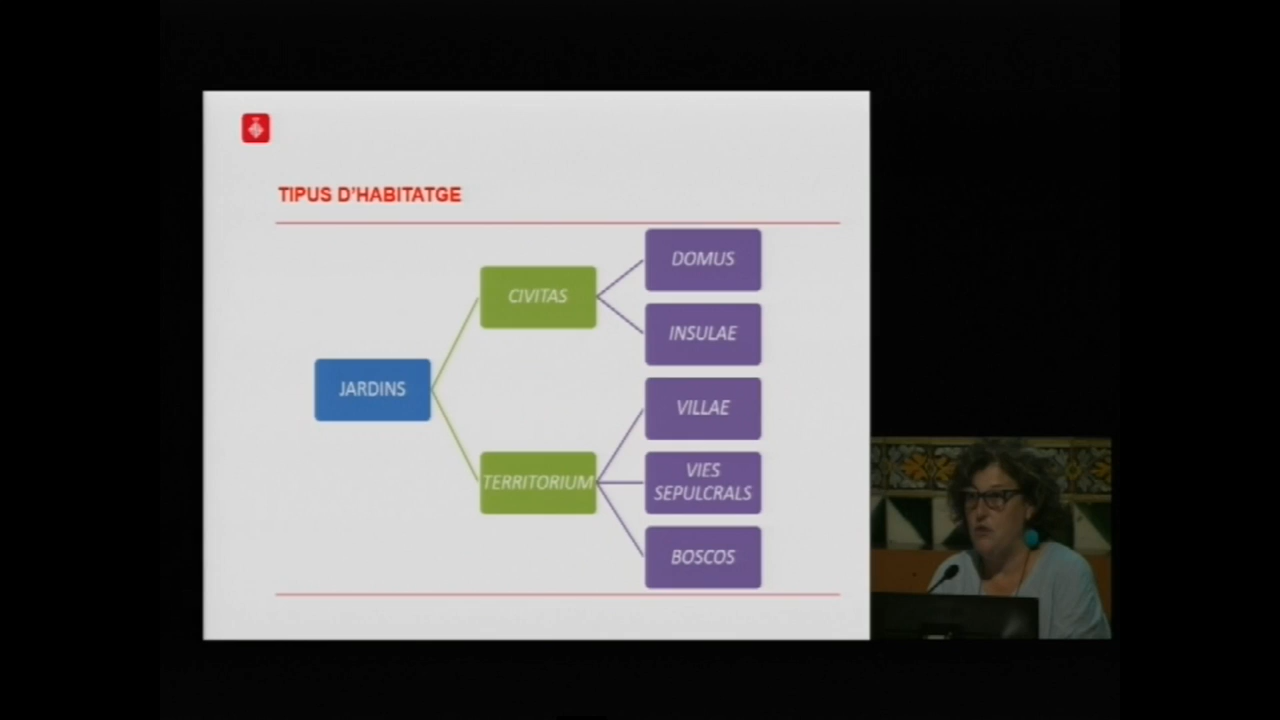 TIPUS D'HABITATGE
JARDINS
CIVITAS
TERRITORIUM
DOMUS
INSULAE
VILLAE
VIES
SEPULCRALS
BOSCOS